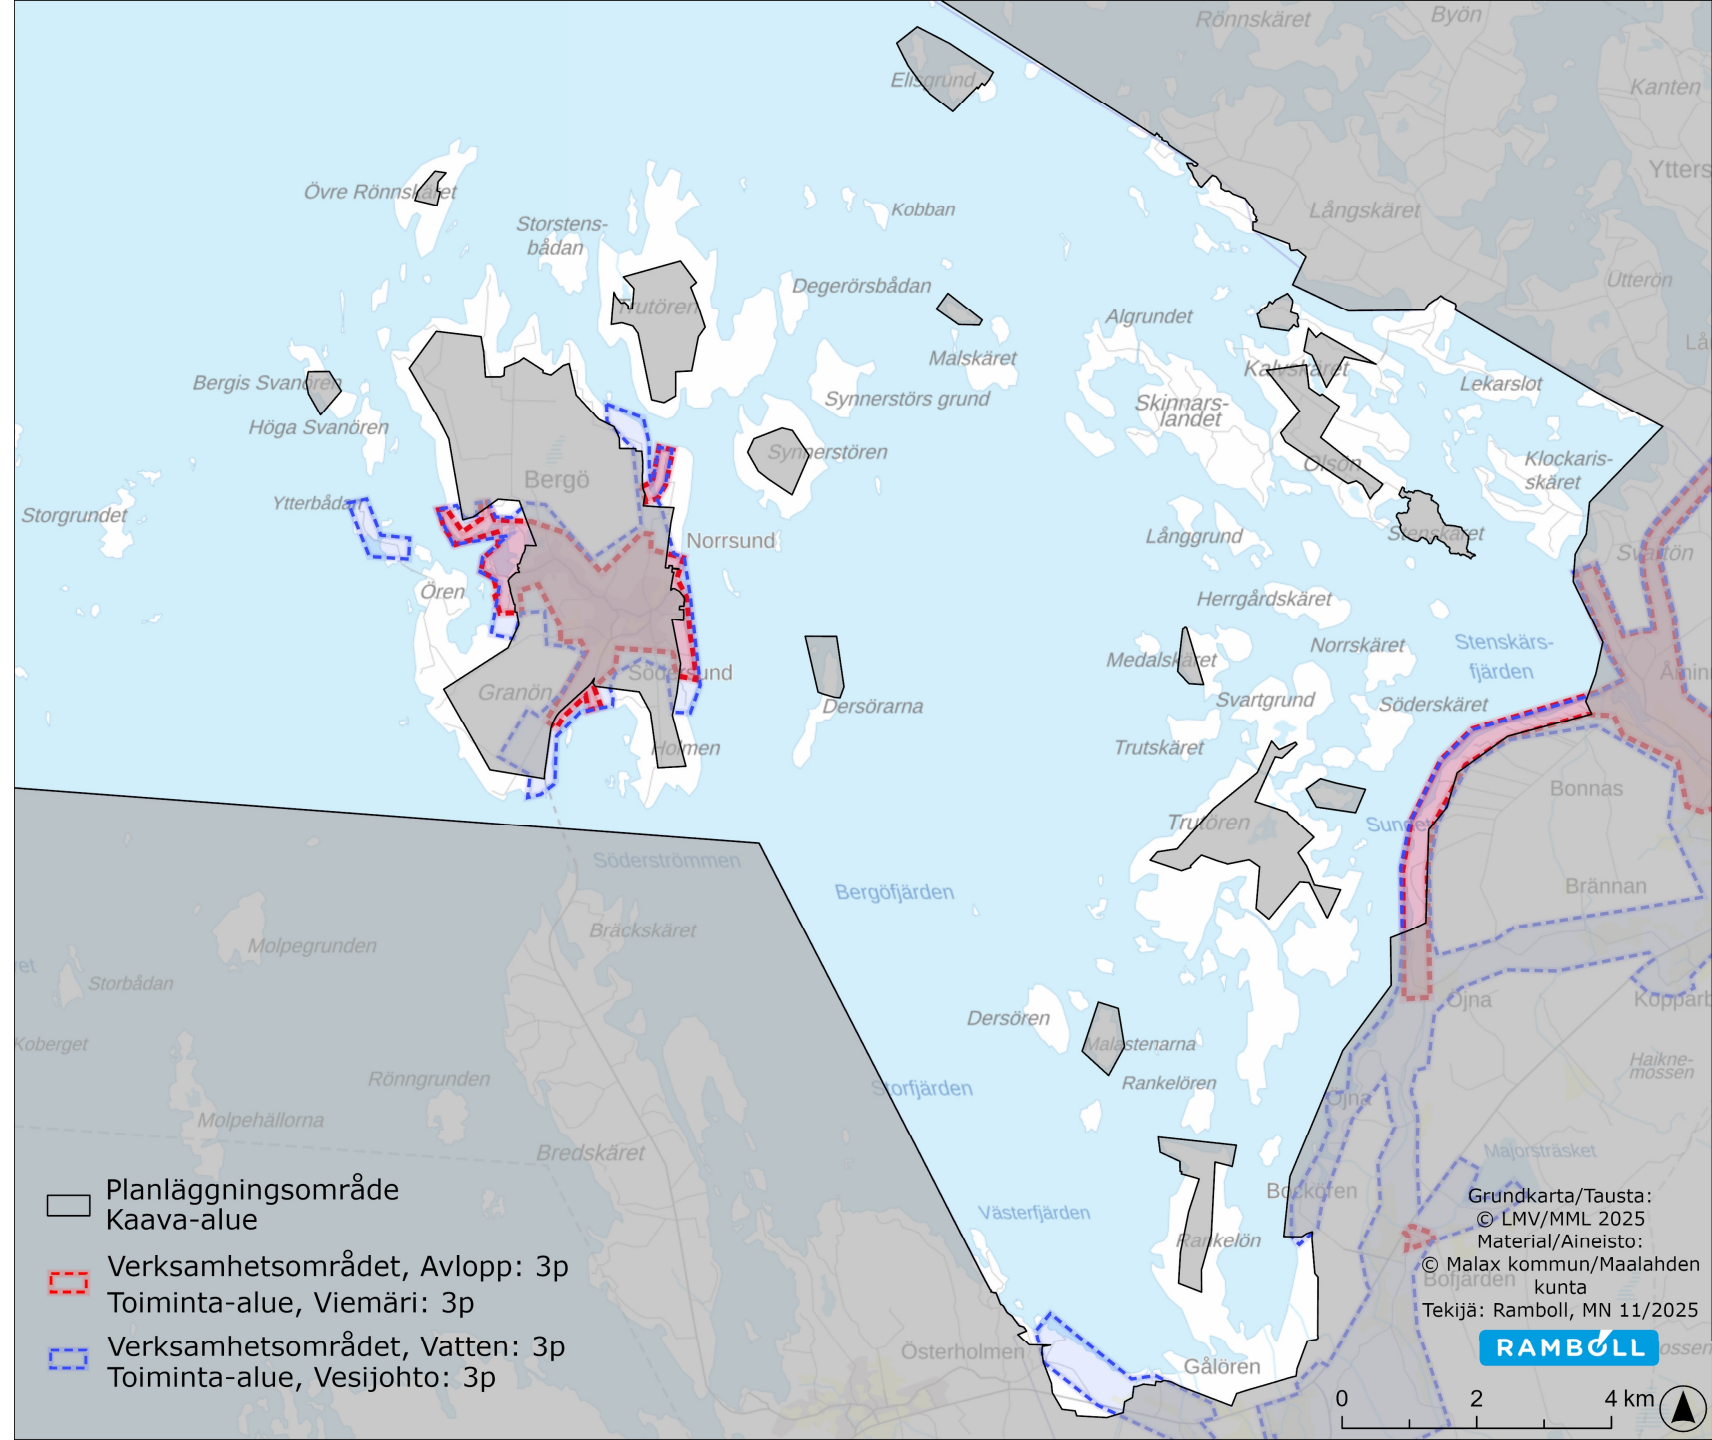 Rönnskäret
Byön
Elisgrund
Kanten
Ytters
Övre Rönnskäret
Storstens-
bådan
Kobban
Långskäret
Trutören
Degerörsbådan
Utterön
Algrundet
Malskäret
Kalvskäret
Lå
Bergis Svanören
Synnerstörs grund
Skinnars-
landet
Lekarslot
Höga Svanören
Synnerstören
Olsön
Klockaris-
skäret
Bergö
Ytterbådan
Storgrundet
Norrsund
Långgrund
Stenskäret
Svartön
Ören
Herrgårdskäret
Norrskäret
Stenskärs-
fjärden
Medalskäret
Granön
Södersund
Dersörarna
Svartgrund
Söderskäret
Holmen
Trutskäret
Bonnas
Trutören
Sundet
Söderströmmen
Bergöfjärden
Brännan
Bräckskäret
Molpegrunden
Storbådan
Dersören
Öjna
Koberget
Malastenarna
Rönngrunden
Storfjärden
Rankelören
Öjna
Haikne-
mossen
Molpehällorna
Bredskäret
Majorsträsket
Bockören
Västerfjärden
Rankelön
Bofjärden
Österholmen
Gålören
Planläggningsområde
Kaava-alue
Verksamhetsområdet, Avlopp: 3p
Toiminta-alue, Viemäri: 3p
Verksamhetsområdet, Vatten: 3p
Toiminta-alue, Vesijohto: 3p
Grundkarta/Tausta:
© LMV/MML 2025
Material/Aineisto:
© Malax kommun/Maalahden
kunta
Tekijä: Ramboll, MN 11/2025
RAMBOLL
0 2 4 km